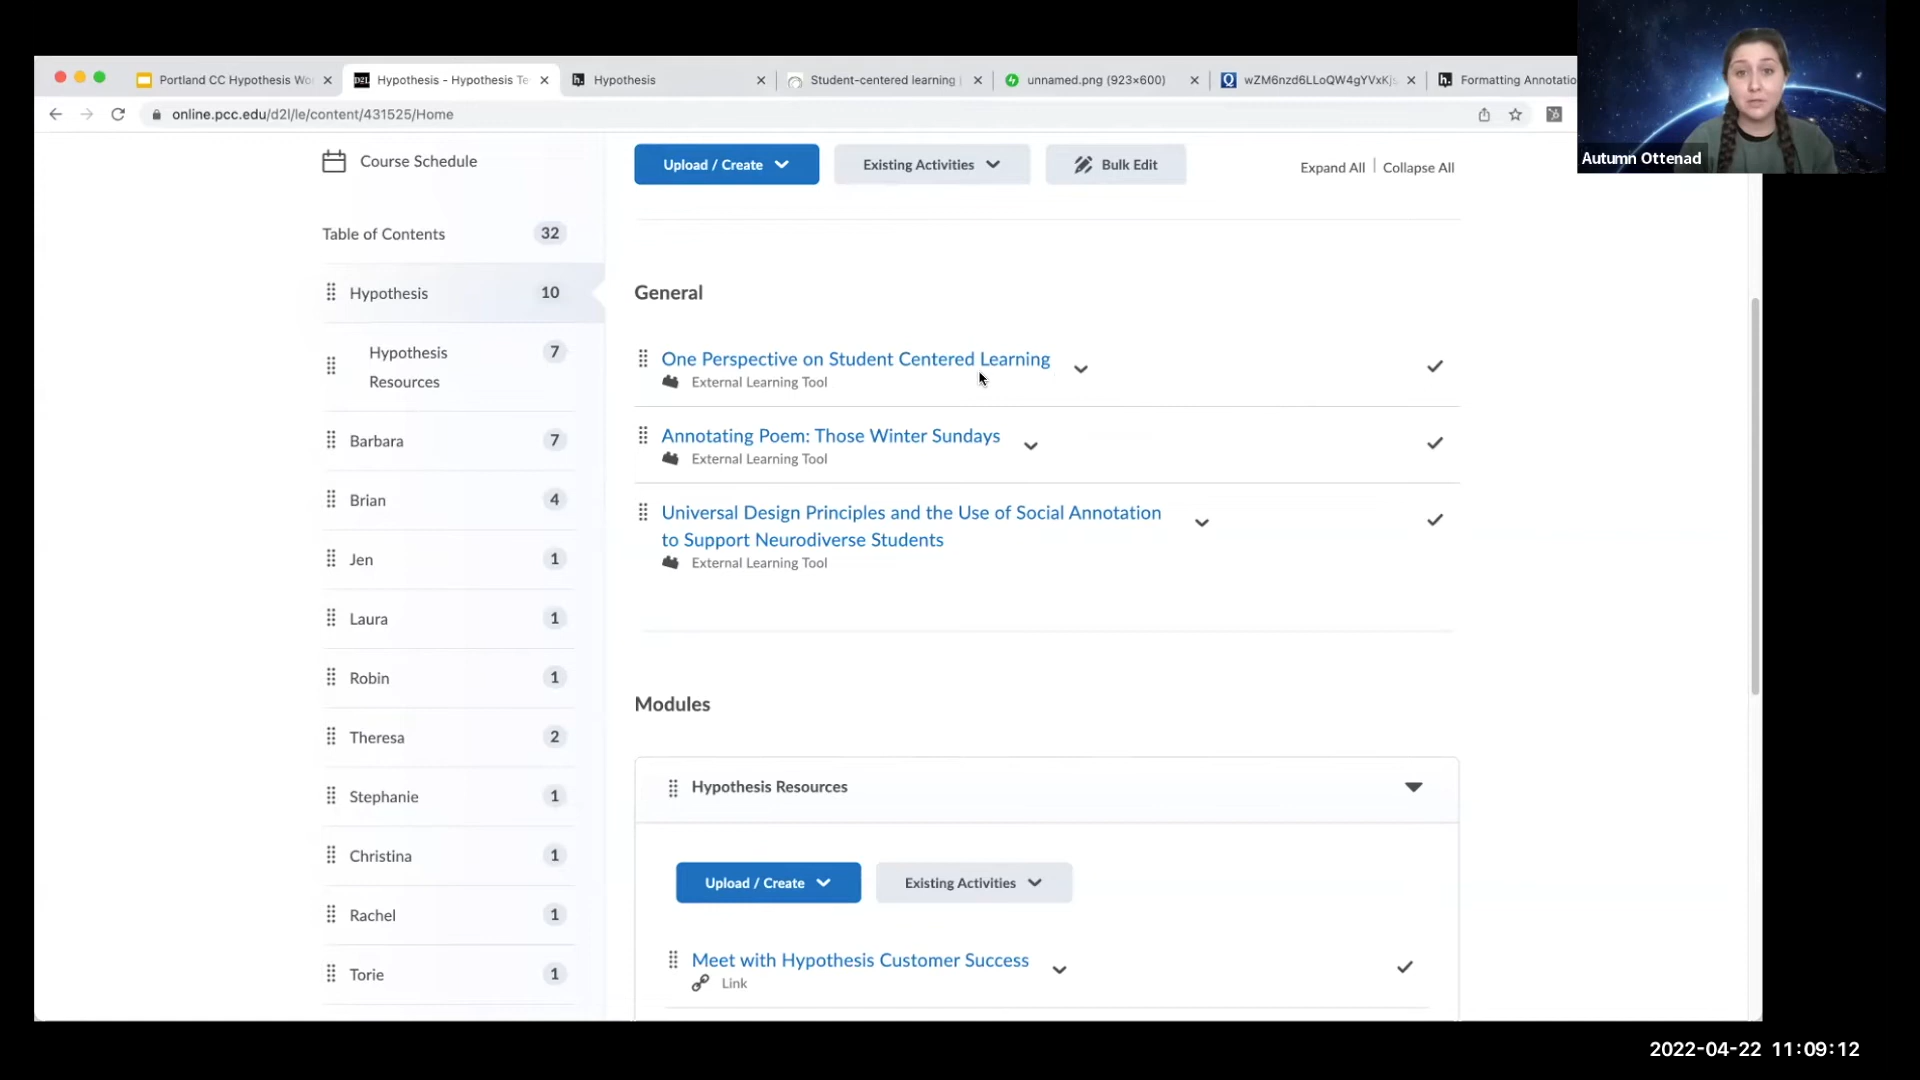 Portland CC Hypothesis Wo
Hypothesis - Hypothesis Te
Hypothesis
Student-centered learning
unnamed.png (923×600)
wZM6nzd6LLoQW4gYVxKj
Formatting Annotatio
online.pcc.edu/d2l/le/content/431525/Home
Autumn Ottenad
Course Schedule
Table of Contents 32
Hypothesis 10
Hypothesis
Resources
7
Barbara 7
Brian 4
Jen 1
Laura 1
Robin 1
Theresa 2
Stephanie 1
Christina 1
Rachel 1
Torie 1
Upload / Create
Existing Activities
Bulk Edit
Expand All | Collapse All
General
One Perspective on Student Centered Learning
External Learning Tool
Annotating Poem: Those Winter Sundays
External Learning Tool
Universal Design Principles and the Use of Social Annotation
to Support Neurodiverse Students
External Learning Tool
Modules
Hypothesis Resources
Upload / Create
Existing Activities
Meet with Hypothesis Customer Success
Link
2022-04-22 11:09:12